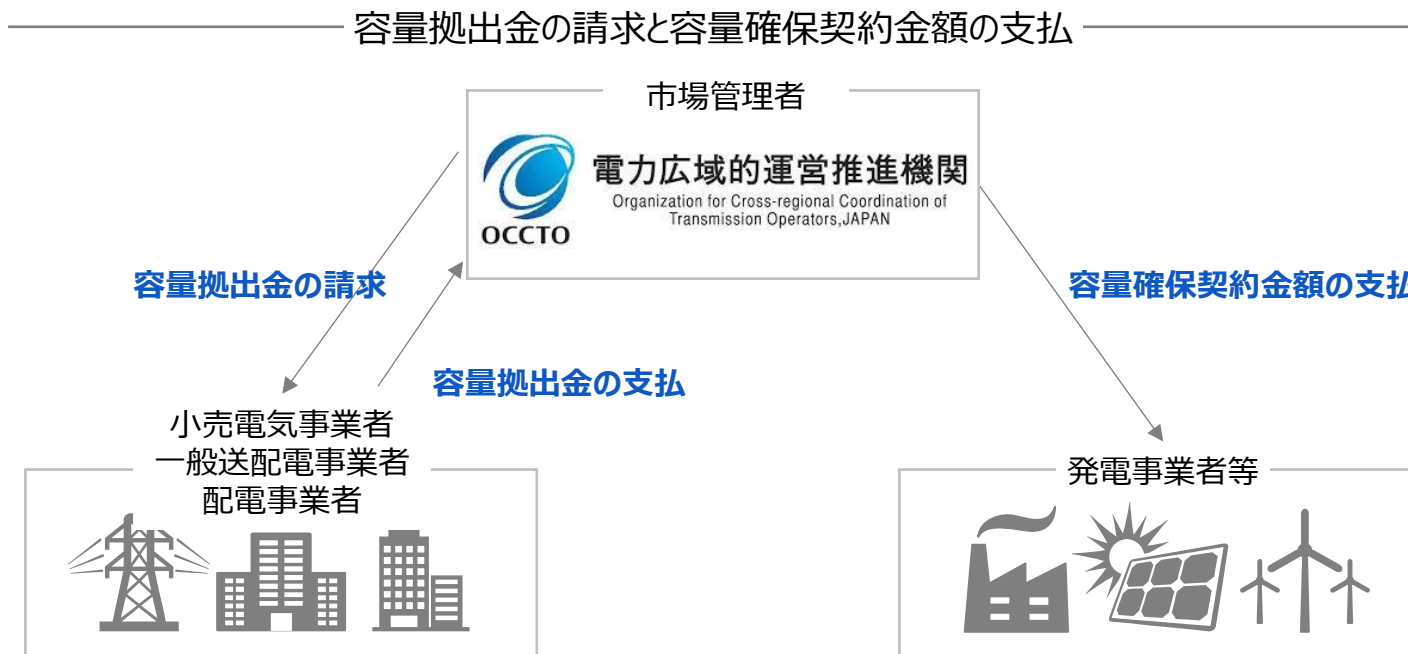 容量拠出金の請求と容量確保契約金額の支払
市場管理者
電力広域的運営推進機関
Organization for Cross-regional Coordination of
Transmission Operators,JAPAN
OCCTO
容量拠出金の請求
容量確保契約金額の支払
容量拠出金の支払
小売電気事業者
一般送配電事業者
配電事業者
発電事業者等